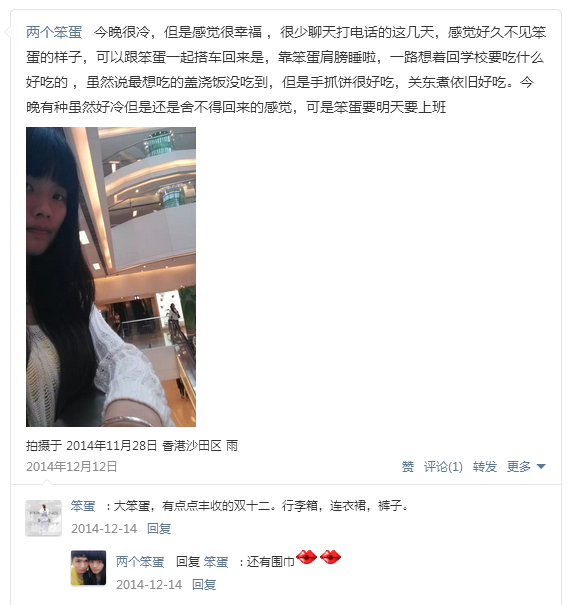 两个笨蛋 今晚很冷，但是感觉很幸福 ，很少聊天打电话的这几天，感觉好久不见笨
蛋的样子，可以跟笨蛋一起搭车回来是，靠笨蛋肩膀睡啦，一路想着回学校要吃什么
好吃的 ，虽然说最想吃的盖浇饭没吃到，但是手抓饼很好吃，关东煮依旧好吃。今
晚有种虽然好冷但是还是舍不得回来的感觉，可是笨蛋要明天要上班
拍摄于 2014年11月28日 香港沙田区 雨
2014年12月12日 赞 评论(1) 转发 更多
笨蛋 ：大笨蛋，有点点丰收的双十二。行李箱，连衣裙，裤子。
2014-12-14 回复
两个笨蛋 回复 笨蛋 ：还有围巾
2014-12-14 回复